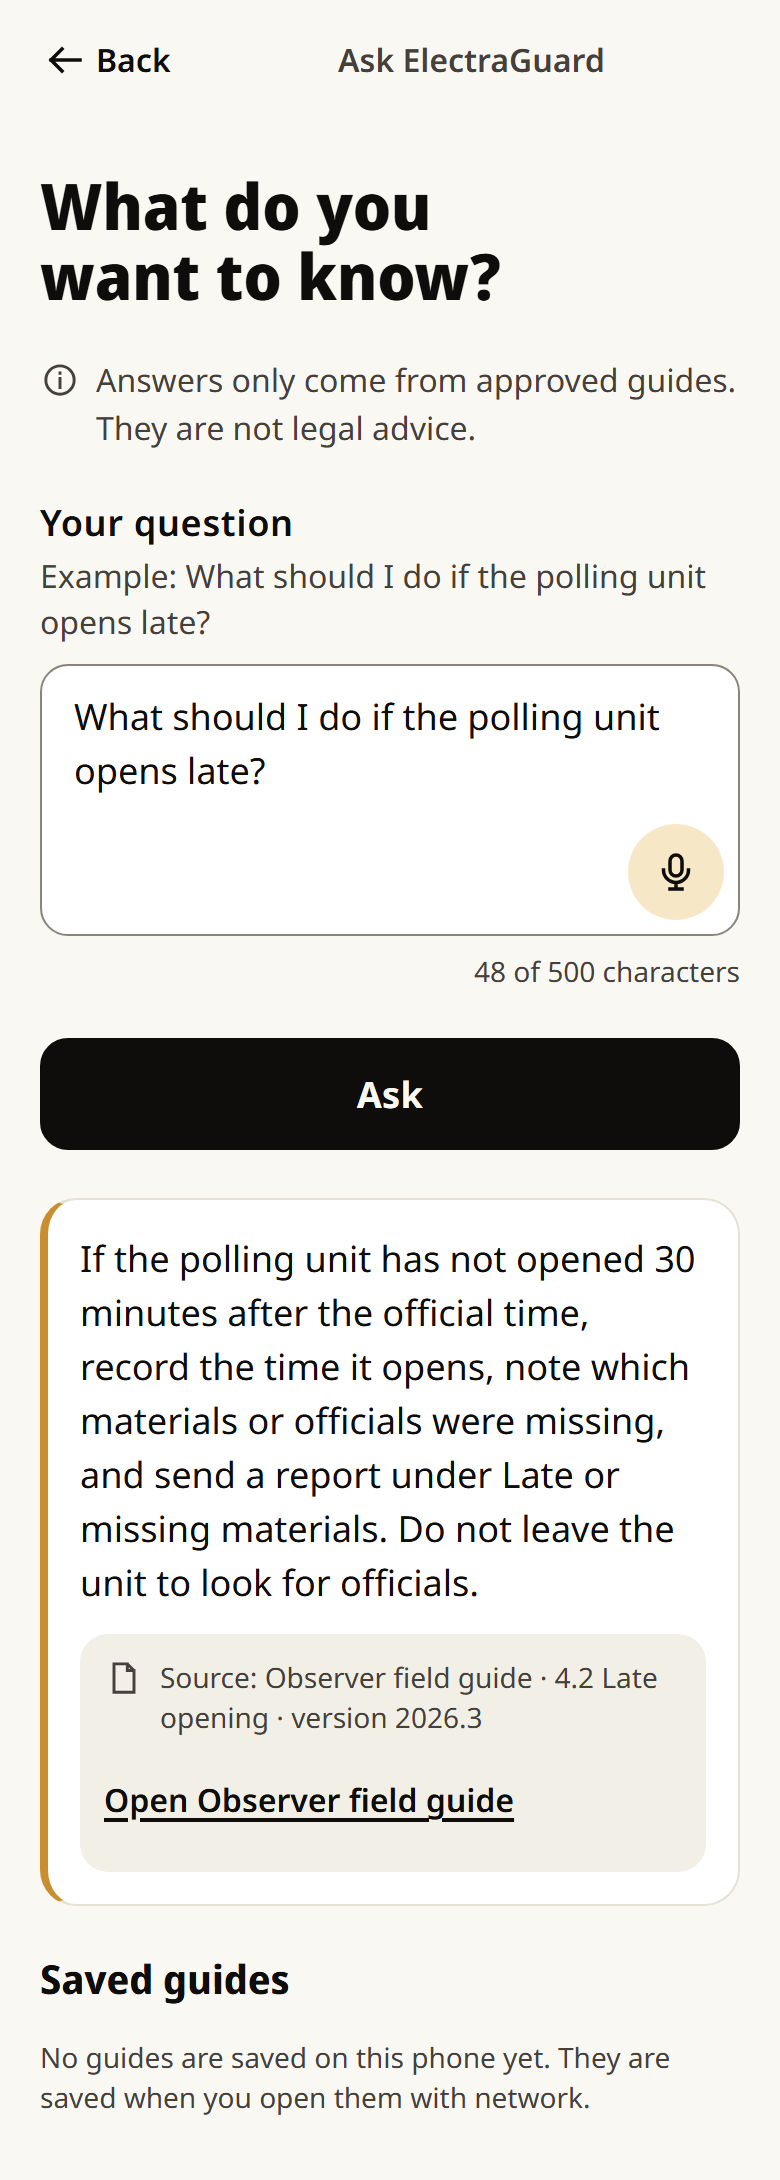 Back
Ask ElectraGuard
What do you
want to know?
Answers only come from approved guides.
They are not legal advice.
Your question
Example: What should I do if the polling unit
opens late?
What should I do if the polling unit
opens late?
48 of 500 characters
Ask
If the polling unit has not opened 30
minutes after the official time,
record the time it opens, note which
materials or officials were missing,
and send a report under Late or
missing materials. Do not leave the
unit to look for officials.
Source: Observer field guide · 4.2 Late
opening · version 2026.3
Open Observer field guide
Saved guides
No guides are saved on this phone yet. They are
saved when you open them with network.